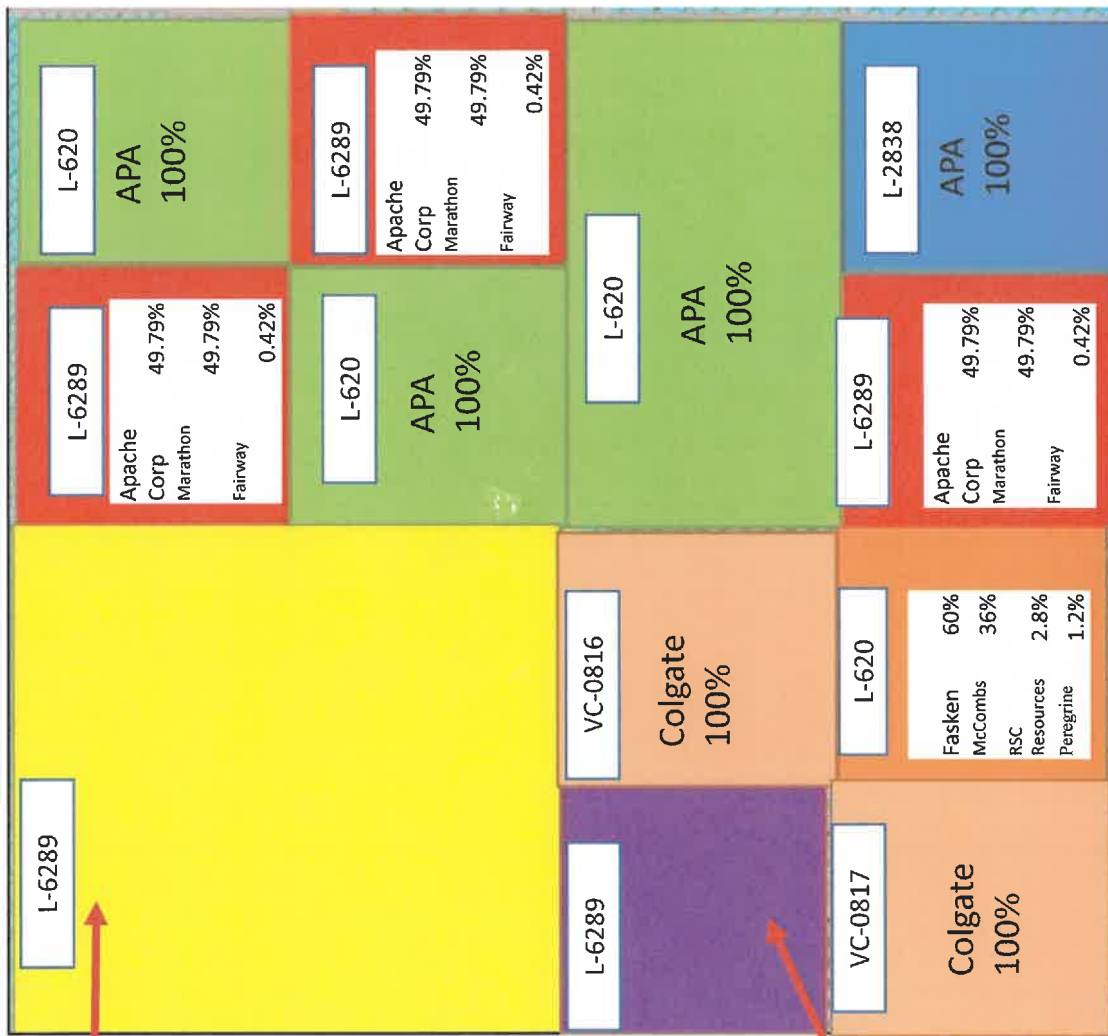 L-6289
L-6289
Apache
Corp 49.79%
Marathon 49.79%
Fairway 0.42%
L-620
APA
100%
L-620
APA
100%
L-6289
Apache
Corp 49.79%
Marathon 49.79%
Fairway 0.42%
L-6289
VC-0816
Colgate
100%
L-620
APA
100%
VC-0817
Colgate
100%
L-620
Fasken 60%
McCombs 36%
RSC
Resources 2.8%
Peregrine 1.2%
L-6289
Apache
Corp 49.79%
Marathon 49.79%
Fairway 0.42%
L-2838
APA
100%